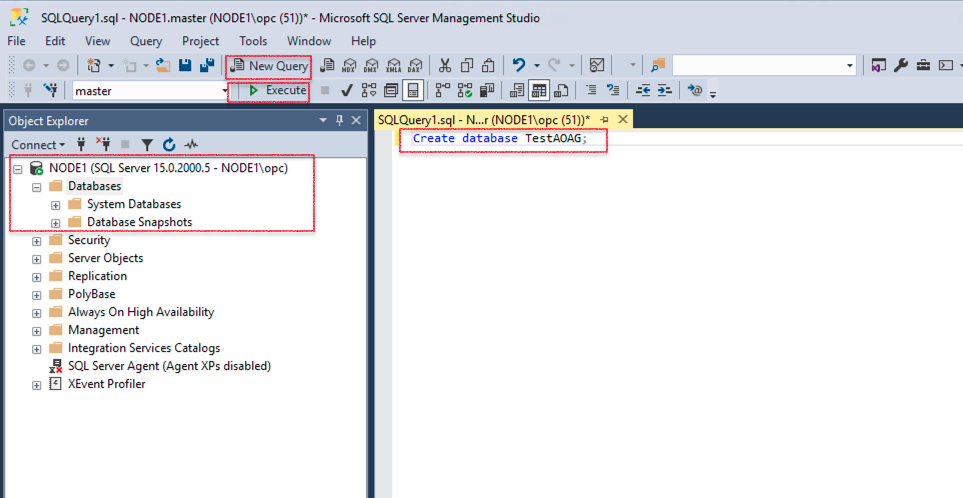 SQLQuery1.sql - NODE1.master (NODE1\opc (51))* - Microsoft SQL Server Management Studio
File Edit View Query Project Tools Window Help
New Query MDX DMX XMLA DAX
master Execute
Object Explorer
Connect
NODE1 (SQL Server 15.0.2000.5 - NODE1\opc)
Databases
System Databases
Database Snapshots
Security
Server Objects
Replication
PolyBase
Always On High Availability
Management
Integration Services Catalogs
SQL Server Agent (Agent XPs disabled)
XEvent Profiler
SQLQuery1.sql - N...r (NODE1\opc (51))*
Create database TestAOAG;